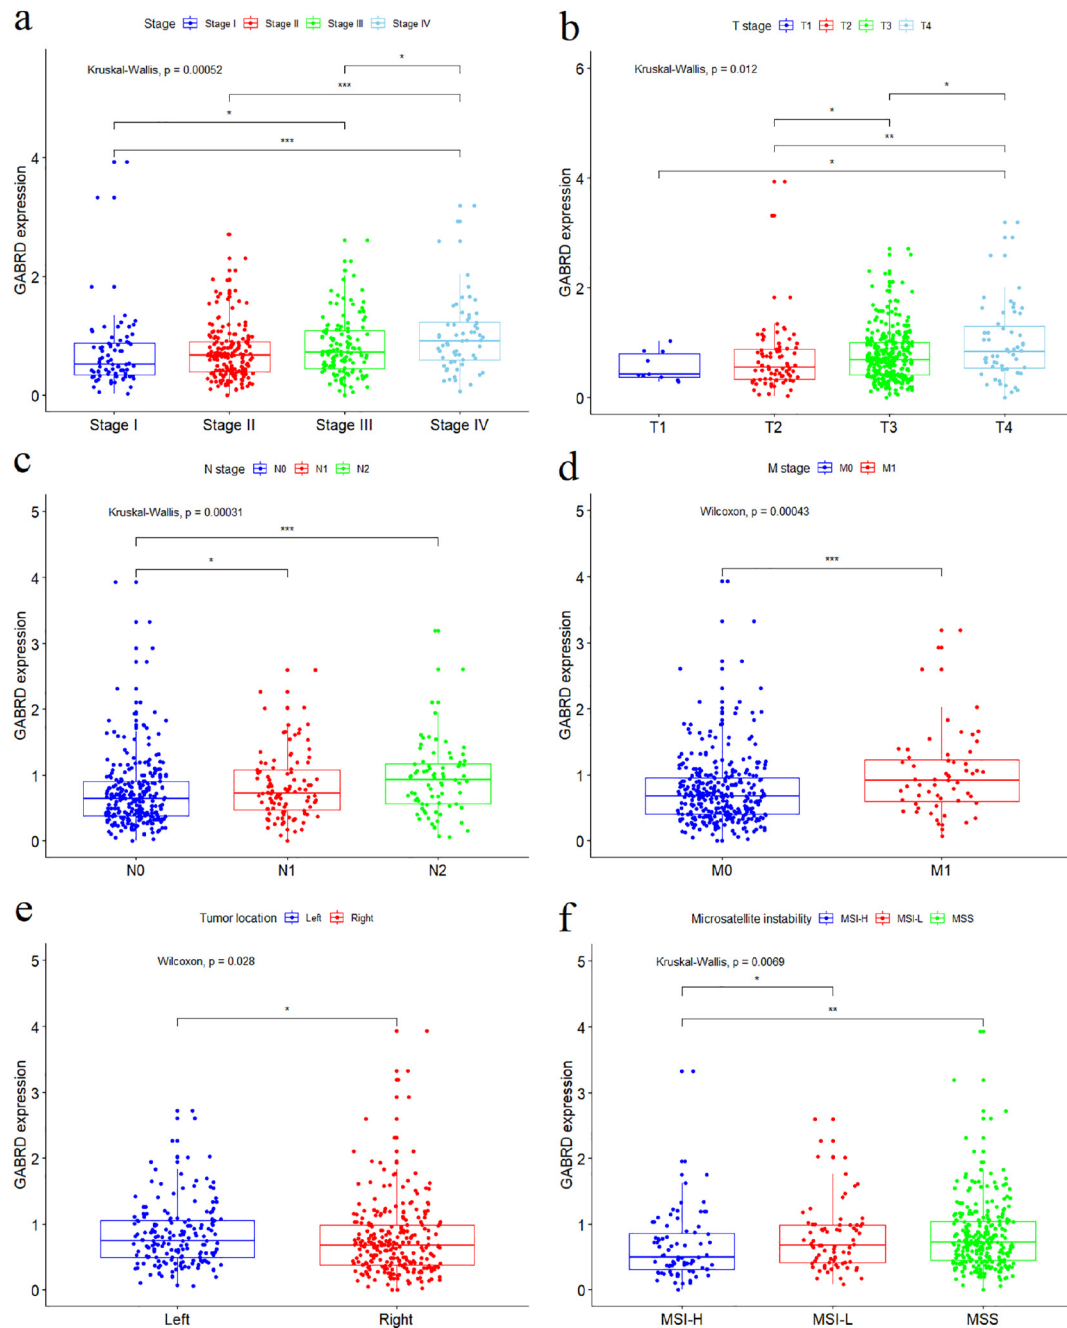 a
Stage Stage I Stage II Stage III Stage IV
Kruskal-Wallis, p = 0.00052
*
***
*
***
GABRD expression
4
2
0
Stage I Stage II Stage III Stage IV
b
T stage T1 T2 T3 T4
Kruskal-Wallis, p = 0.012
*
*
**
*
GABRD expression
6
4
2
0
T1 T2 T3 T4
c
N stage N0 N1 N2
Kruskal-Wallis, p = 0.00031
***
*
GABRD expression
5
4
3
2
1
0
N0 N1 N2
d
M stage M0 M1
Wilcoxon, p = 0.00043
***
GABRD expression
5
4
3
2
1
0
M0 M1
e
Tumor location Left Right
Wilcoxon, p = 0.028
*
GABRD expression
5
4
3
2
1
0
Left Right
f
Microsatellite instability MSI-H MSI-L MSS
Kruskal-Wallis, p = 0.0069
*
**
GABRD expression
5
4
3
2
1
0
MSI-H MSI-L MSS